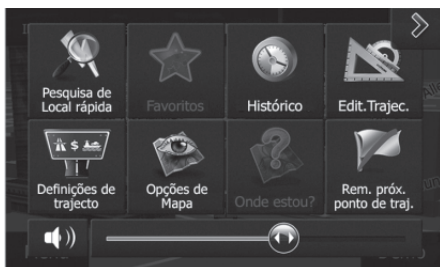 Pesquisa de
Local rápida
Favoritos
Histórico
Edit.Trajec.
$
Definições de
trajecto
Opções de
Mapa
Onde estou?
Rem. próx.
ponto de traj.